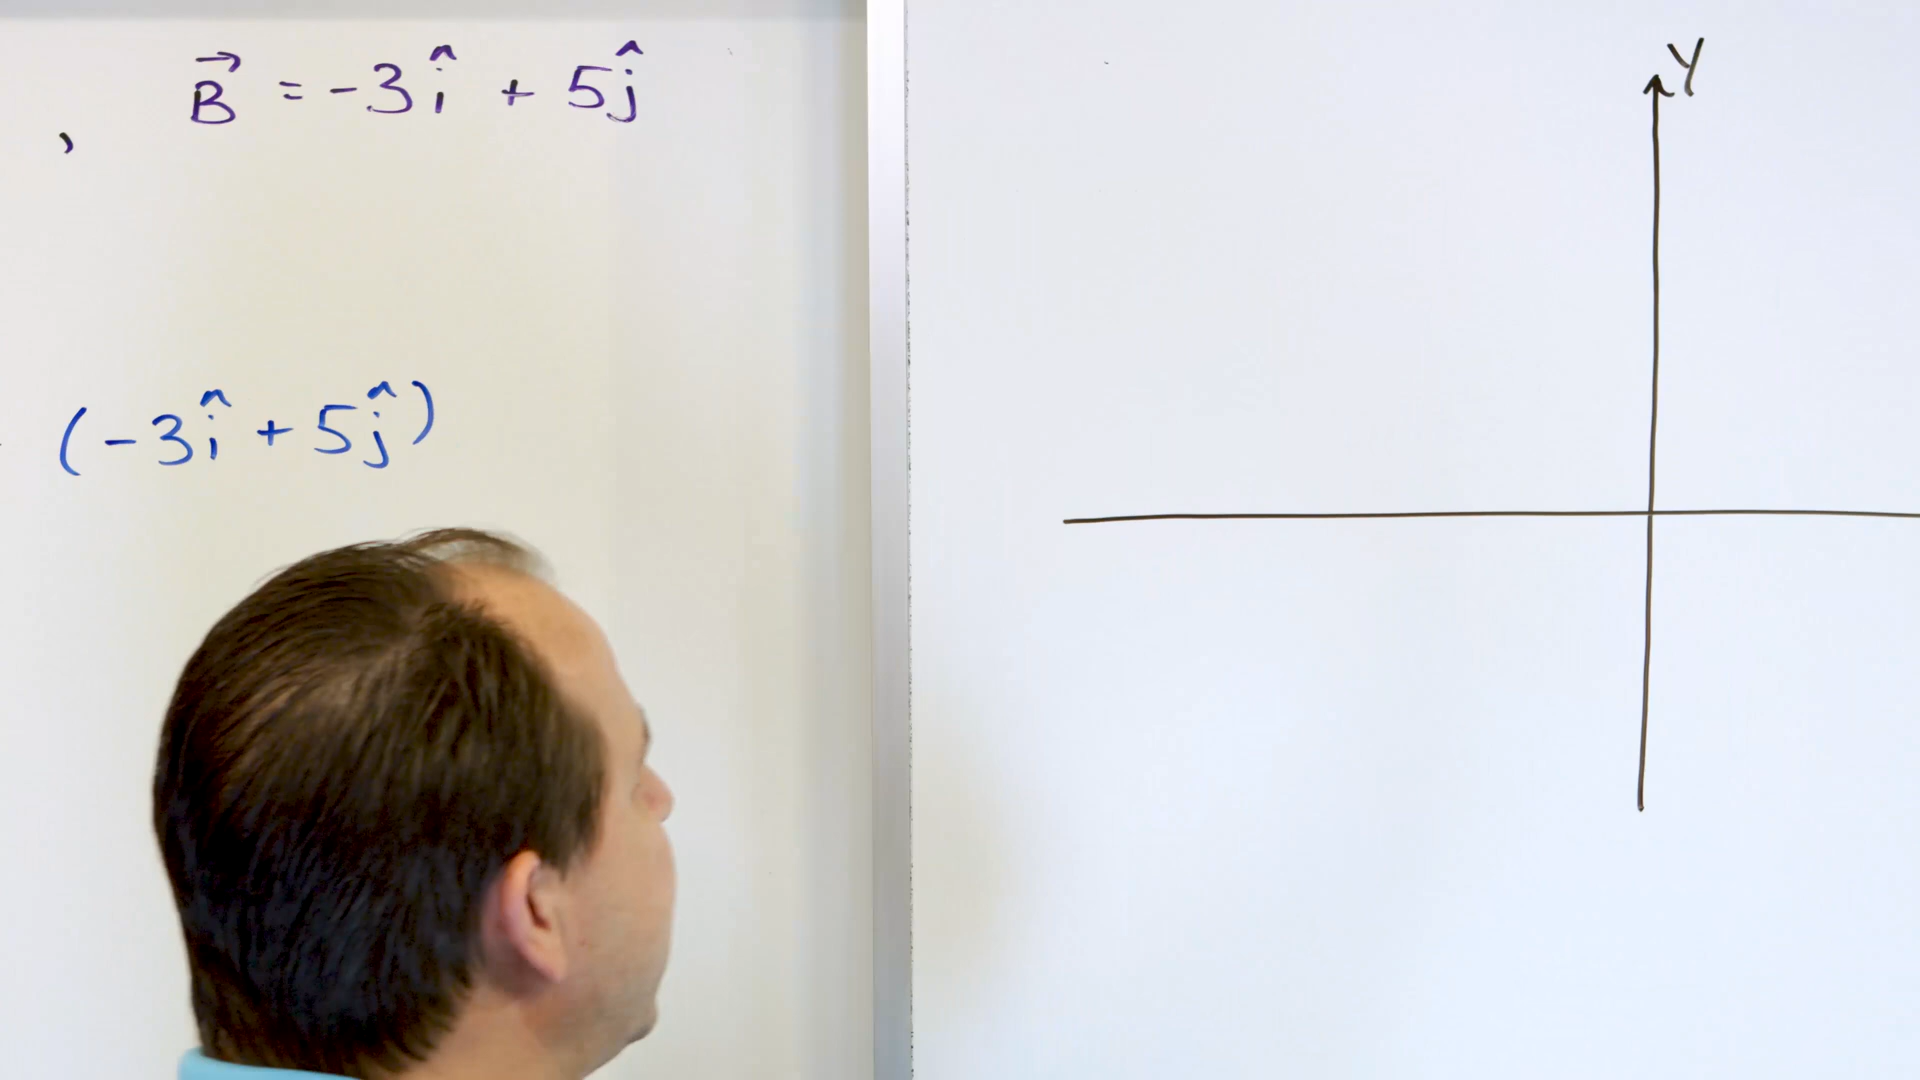 , B⃗ = -3î + 5ĵ
(-3î + 5ĵ)
Y